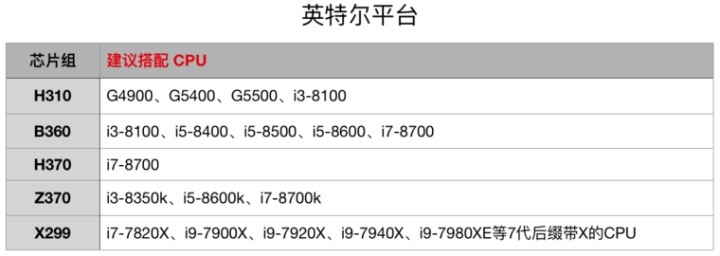 英特尔平台
芯片组 建议搭配 CPU
H310 G4900、G5400、G5500、i3-8100
B360 i3-8100、i5-8400、i5-8500、i5-8600、i7-8700
H370 i7-8700
Z370 i3-8350k、i5-8600k、i7-8700k
X299 i7-7820X、i9-7900X、i9-7920X、i9-7940X、i9-7980XE等7代后缀带X的CPU